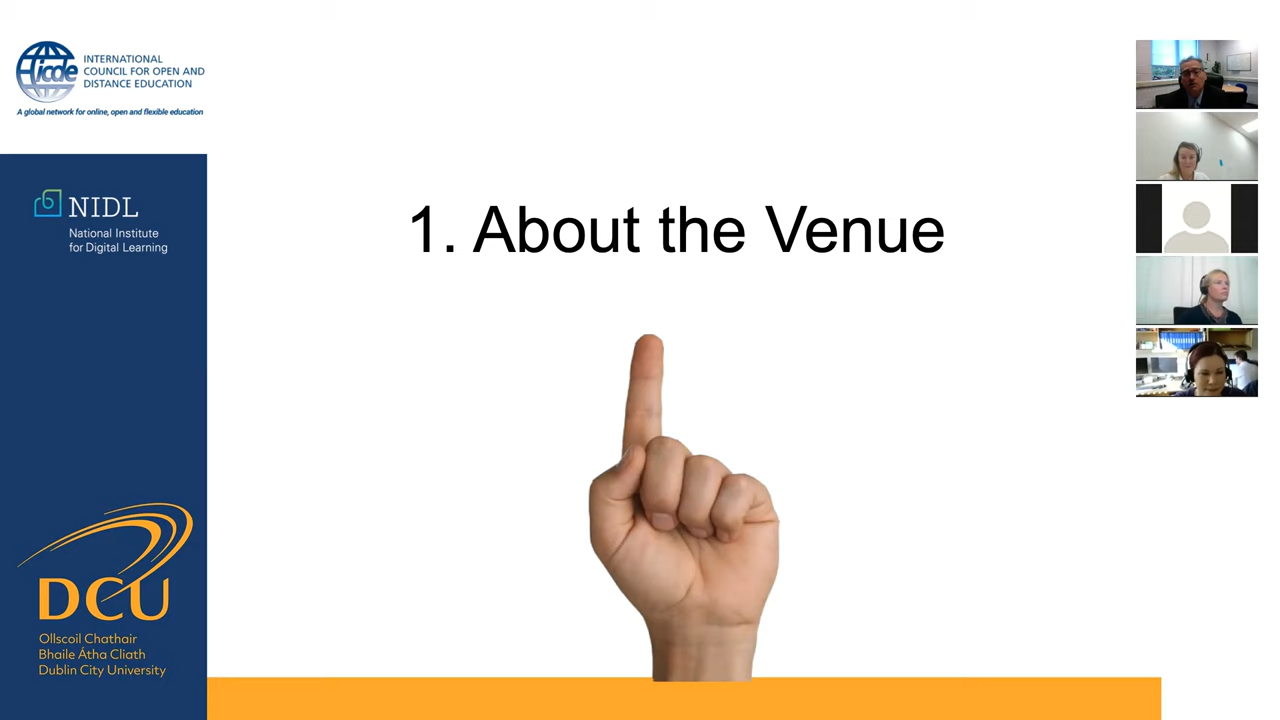 icde
INTERNATIONAL
COUNCIL FOR OPEN AND
DISTANCE EDUCATION
A global network for online, open and flexible education
NIDL
National Institute
for Digital Learning
1. About the Venue
DCU
Ollscoil Chathair
Bhaile Átha Cliath
Dublin City University